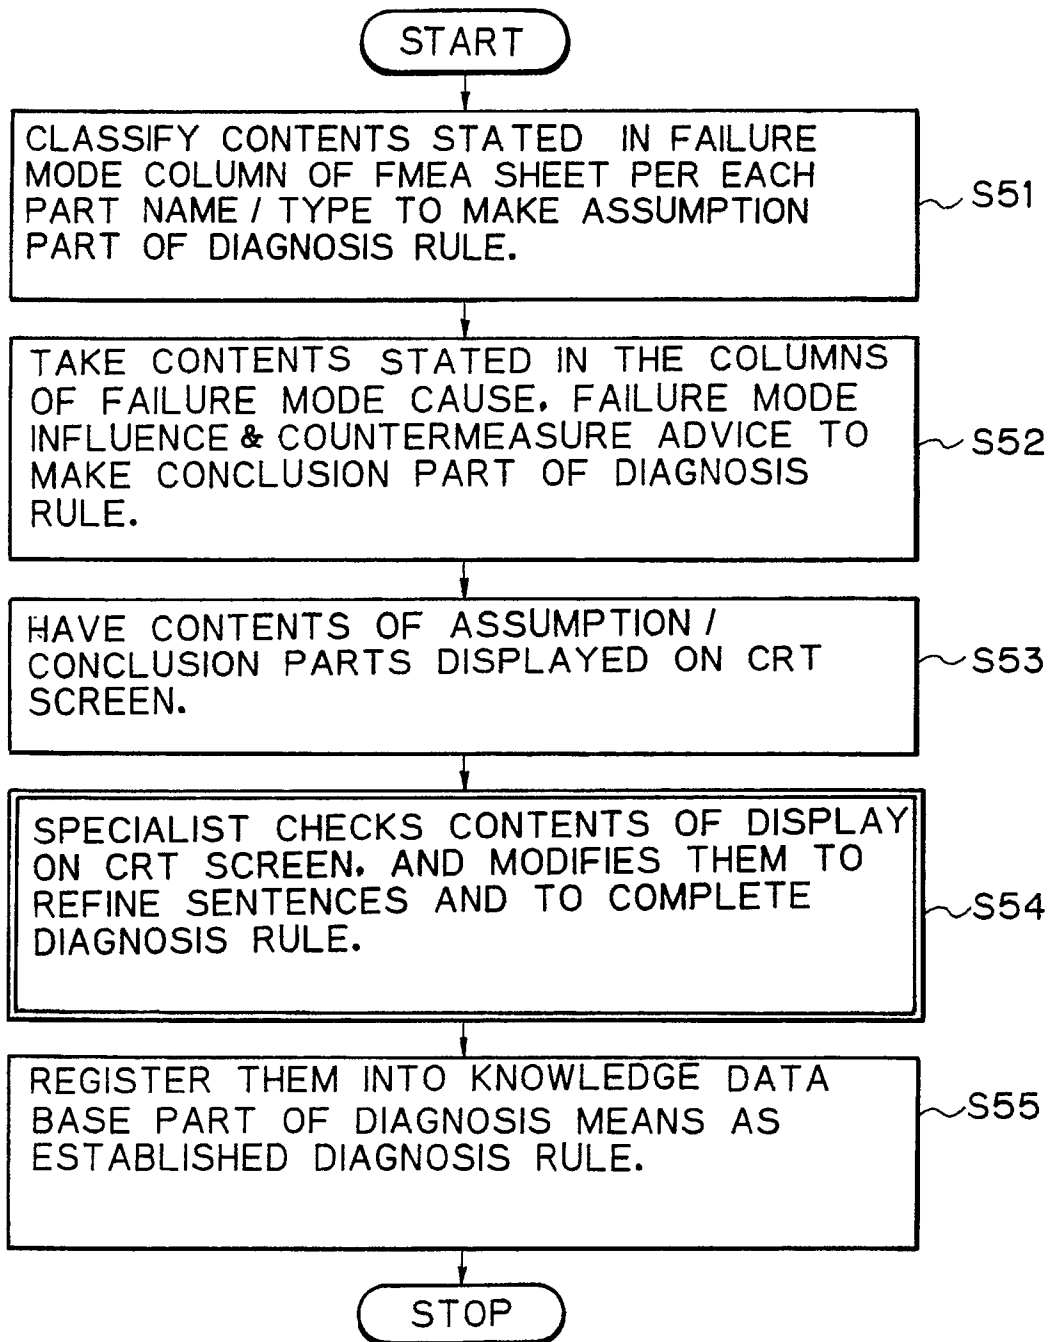 START
CLASSIFY CONTENTS STATED IN FAILURE
MODE COLUMN OF FMEA SHEET PER EACH
PART NAME / TYPE TO MAKE ASSUMPTION
PART OF DIAGNOSIS RULE.
S51
TAKE CONTENTS STATED IN THE COLUMNS
OF FAILURE MODE CAUSE. FAILURE MODE
INFLUENCE & COUNTERMEASURE ADVICE TO
MAKE CONCLUSION PART OF DIAGNOSIS
RULE.
S52
HAVE CONTENTS OF ASSUMPTION /
CONCLUSION PARTS DISPLAYED ON CRT
SCREEN.
S53
SPECIALIST CHECKS CONTENTS OF DISPLAY
ON CRT SCREEN. AND MODIFIES THEM TO
REFINE SENTENCES AND TO COMPLETE
DIAGNOSIS RULE.
S54
REGISTER THEM INTO KNOWLEDGE DATA
BASE PART OF DIAGNOSIS MEANS AS
ESTABLISHED DIAGNOSIS RULE.
S55
STOP